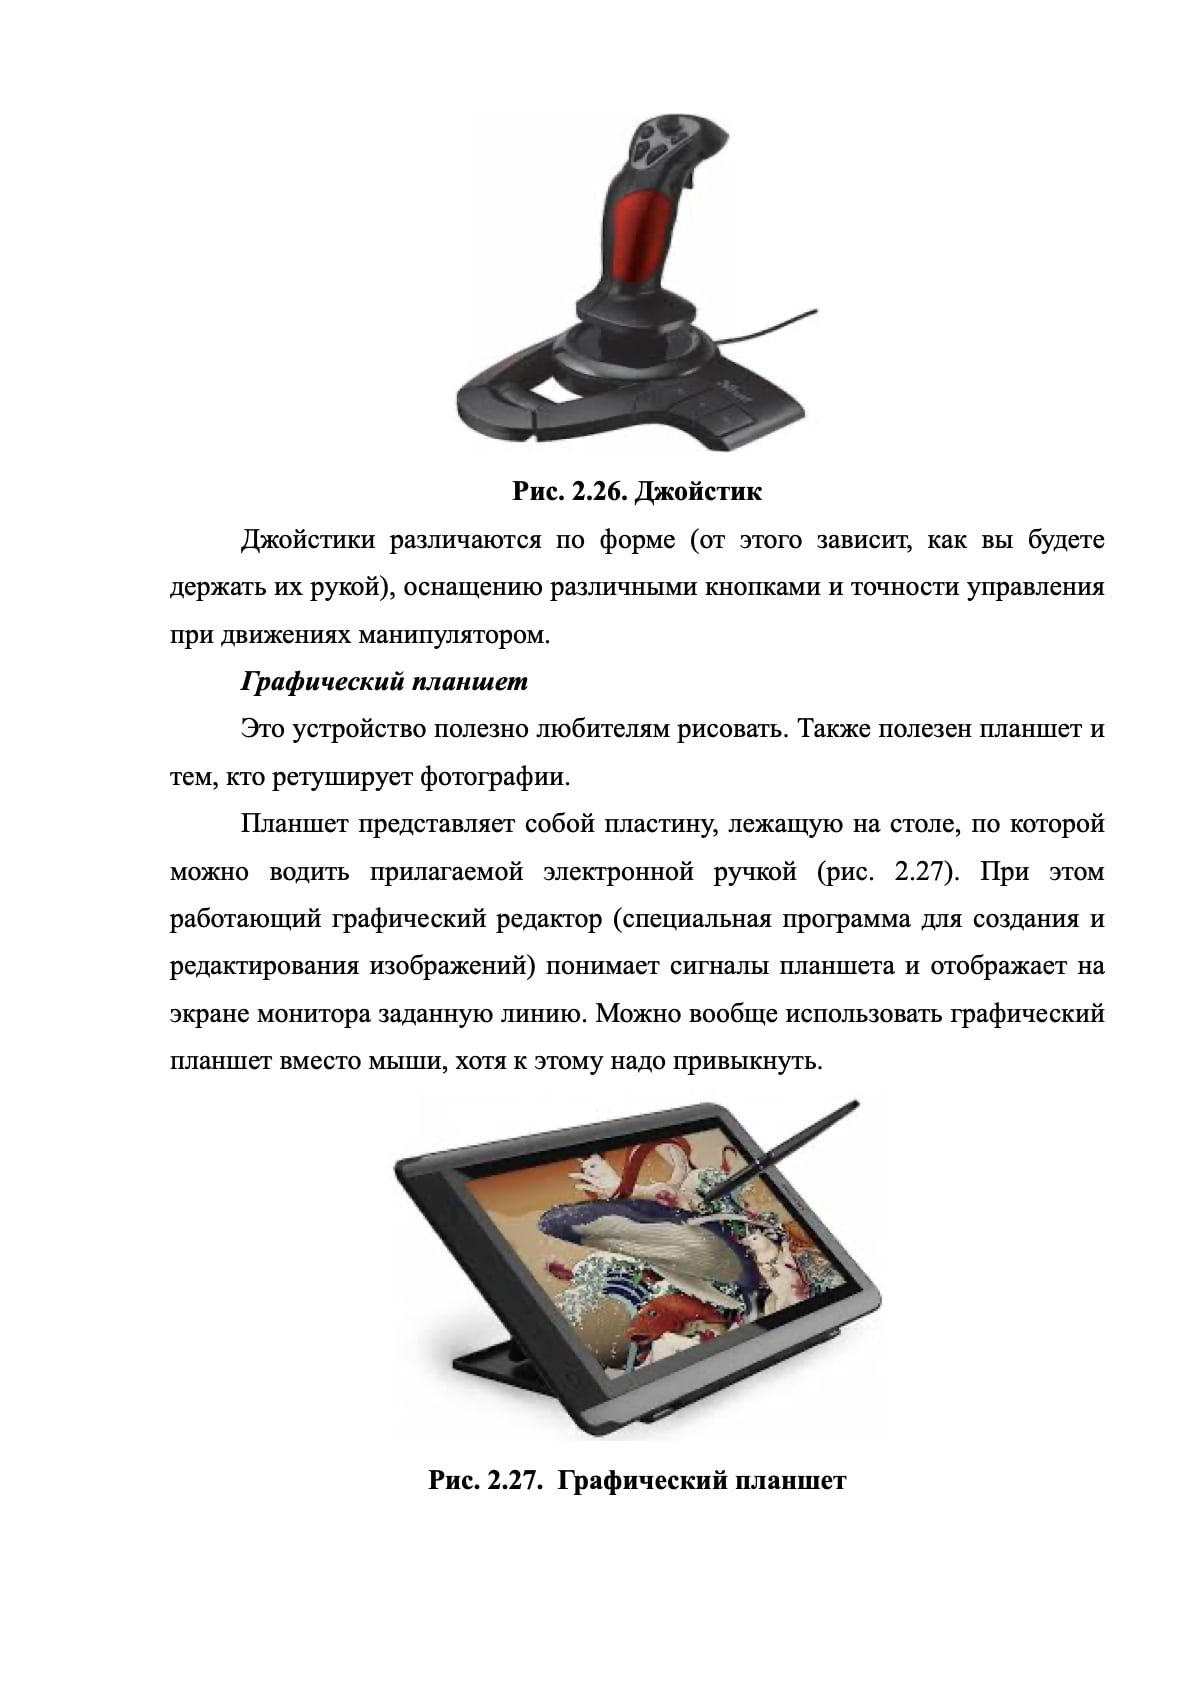 Trust
Рис. 2.26. Джойстик
Джойстики различаются по форме (от этого зависит, как вы будете
держать их рукой), оснащению различными кнопками и точности управления
при движениях манипулятором.
Графический планшет
Это устройство полезно любителям рисовать. Также полезен планшет и
тем, кто ретуширует фотографии.
Планшет представляет собой пластину, лежащую на столе, по которой
можно водить прилагаемой электронной ручкой (рис. 2.27). При этом
работающий графический редактор (специальная программа для создания и
редактирования изображений) понимает сигналы планшета и отображает на
экране монитора заданную линию. Можно вообще использовать графический
планшет вместо мыши, хотя к этому надо привыкнуть.
Рис. 2.27. Графический планшет